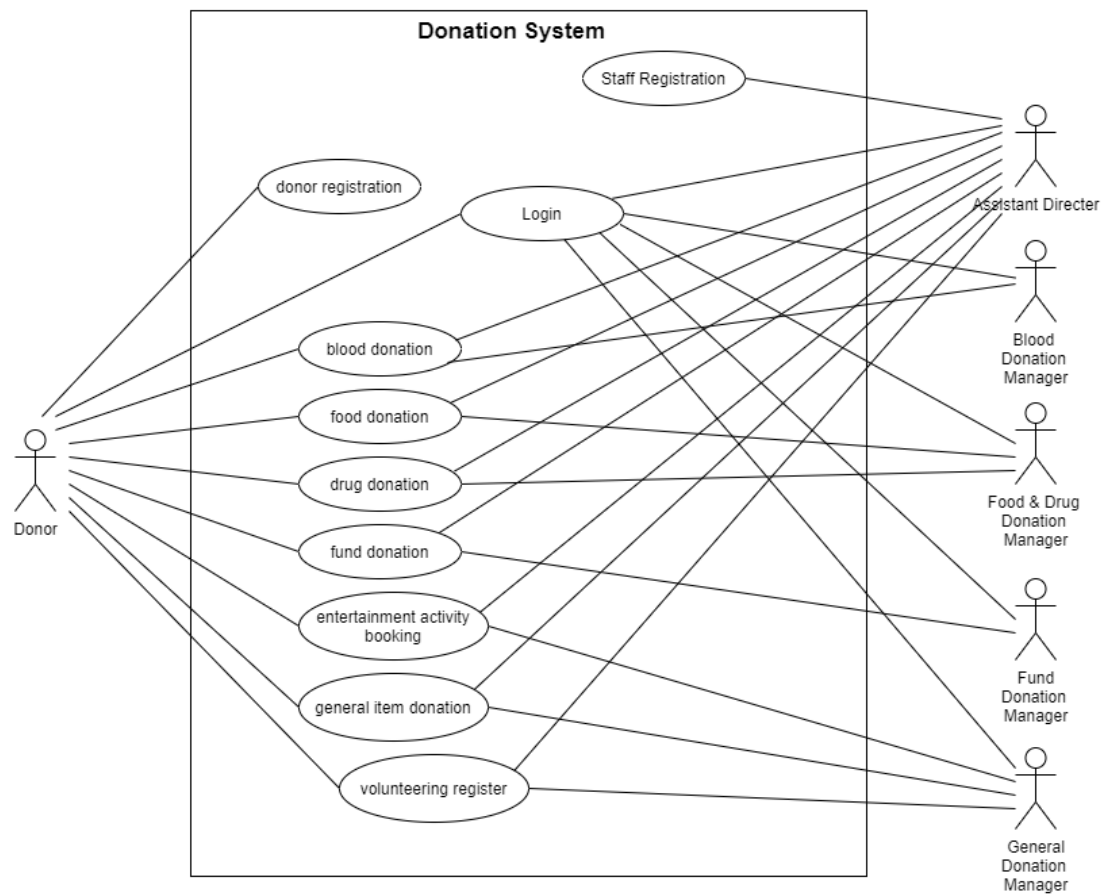 Donation System
Staff Registration
donor registration
Login
Assistant Directer
blood donation
Blood
Donation
Manager
food donation
drug donation
Donor
Food & Drug
Donation
Manager
fund donation
entertainment activity
booking
Fund
Donation
Manager
general item donation
volunteering register
General
Donation
Manager